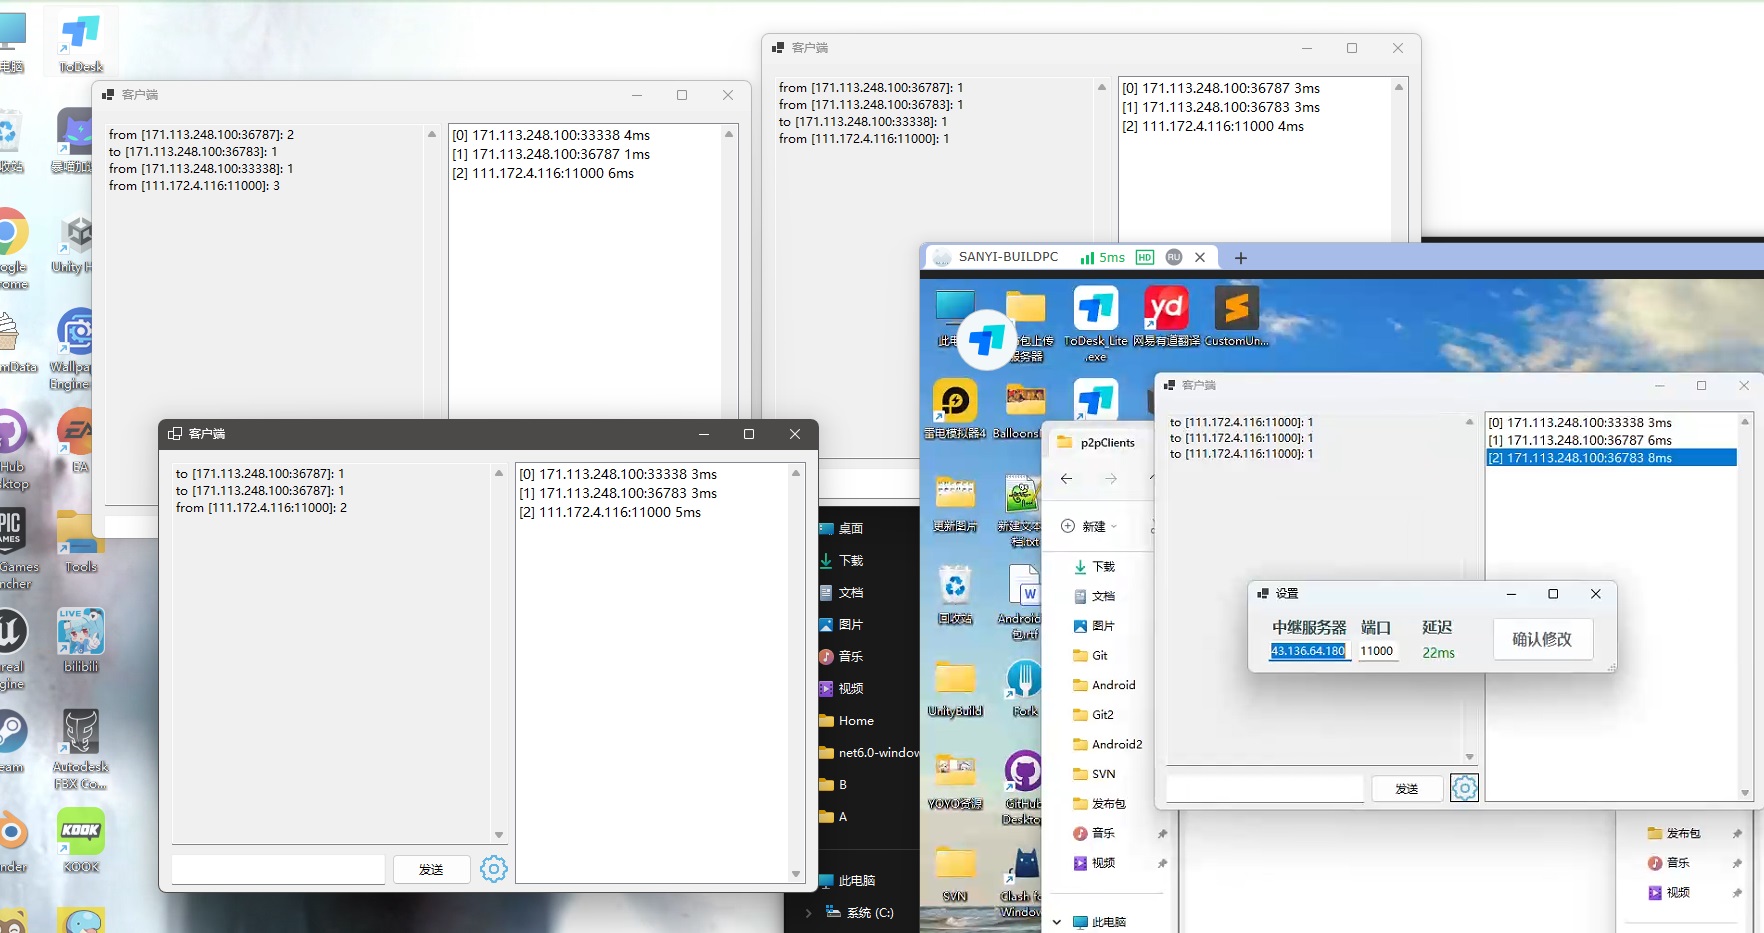 电脑
ToDesk
回收站
ogle
rome
Unity H
mData
Wallpa
Engine
Hub
sktop
EA
EPIC
GAMES
Games
ncher
Tools
real
gine
LIVE
bilibili
eam
Autodesk
FBX Co...
nder
KOOK
KOOK
客户端
from [171.113.248.100:36787]: 2
to [171.113.248.100:36783]: 1
from [171.113.248.100:33338]: 1
from [111.172.4.116:11000]: 3
[0] 171.113.248.100:33338 4ms
[1] 171.113.248.100:36787 1ms
[2] 111.172.4.116:11000 6ms
客户端
from [171.113.248.100:36787]: 1
from [171.113.248.100:36783]: 1
to [171.113.248.100:33338]: 1
from [111.172.4.116:11000]: 1
[0] 171.113.248.100:36787 3ms
[1] 171.113.248.100:36783 3ms
[2] 111.172.4.116:11000 4ms
客户端
to [171.113.248.100:36787]: 1
to [171.113.248.100:36787]: 1
from [111.172.4.116:11000]: 2
[0] 171.113.248.100:33338 3ms
[1] 171.113.248.100:36783 3ms
[2] 111.172.4.116:11000 5ms
发送
桌面
下载
文档
图片
音乐
视频
Home
net6.0-window
B
A
此电脑
系统 (C:)
SANYI-BUILDPC
5ms
HD
RU
此电
包上传
服务器
ToDesk_Lite
.exe
yd
网易有道翻译
CustomUn...
雷电模拟器4
Balloons
更新图片
新建文本
档.txt
回收站
W
Android
包.rtf
UnityBuild
Fork
YOYO资源
GitHub
Deskto
SVN
Clash fo
Window
p2pClients
新建
下载
文档
图片
Git
Android
Git2
Android2
SVN
发布包
音乐
视频
此电脑
客户端
to [111.172.4.116:11000]: 1
to [111.172.4.116:11000]: 1
to [111.172.4.116:11000]: 1
[0] 171.113.248.100:33338 3ms
[1] 171.113.248.100:36787 6ms
[2] 171.113.248.100:36783 8ms
设置
中继服务器 端口 延迟
43.136.64.180 11000 22ms
确认修改
发送
发布包
音乐
视频